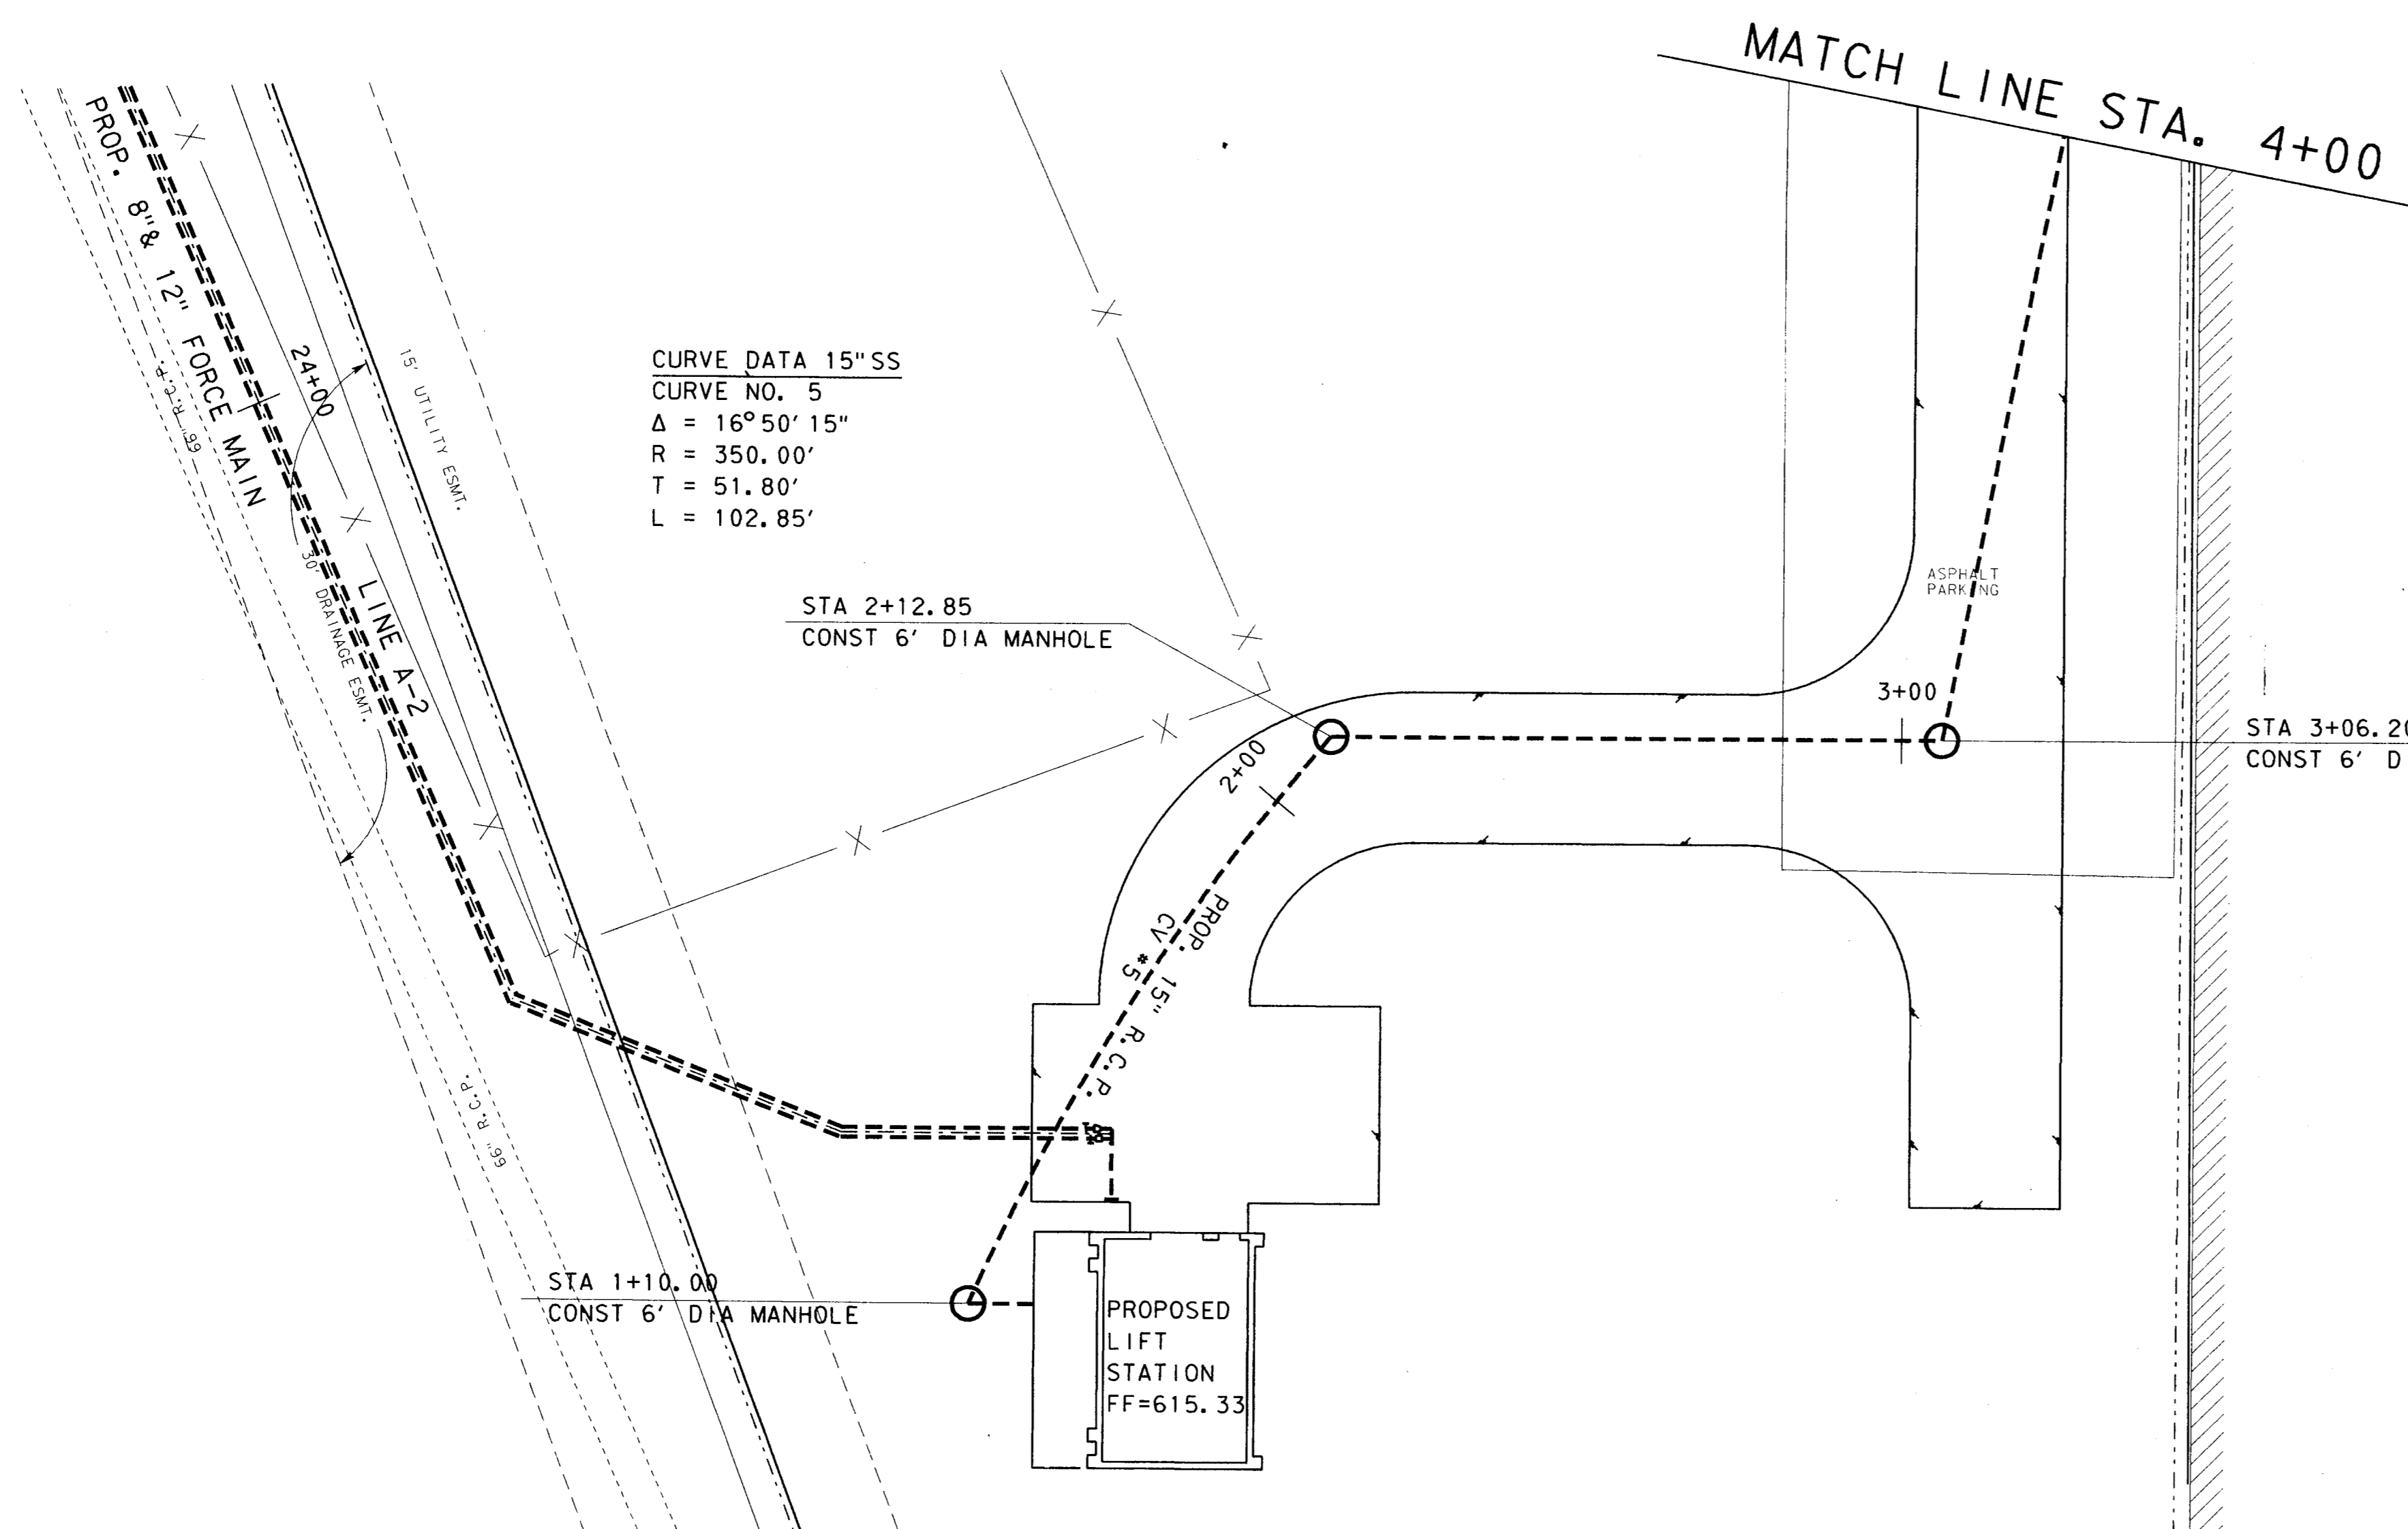 MATCH LINE STA. 4+00
PROP. 8"& 12" FORCE MAIN
24+00
15' UTILITY ESMT.
66" R.C.P.
30' DRAINAGE ESMT.
LINE A-2
CURVE DATA 15"SS
CURVE NO. 5
Δ = 16°50'15"
R = 350.00'
T = 51.80'
L = 102.85'
STA 2+12.85
CONST 6' DIA MANHOLE
ASPHALT
PARKING
3+00
STA 3+06.20
CONST 6' D
2+00
PROP. 15" R.C.P.
CV #5
66" R.C.P.
STA 1+10.00
CONST 6' DIA MANHOLE
PROPOSED
LIFT
STATION
FF=615.33